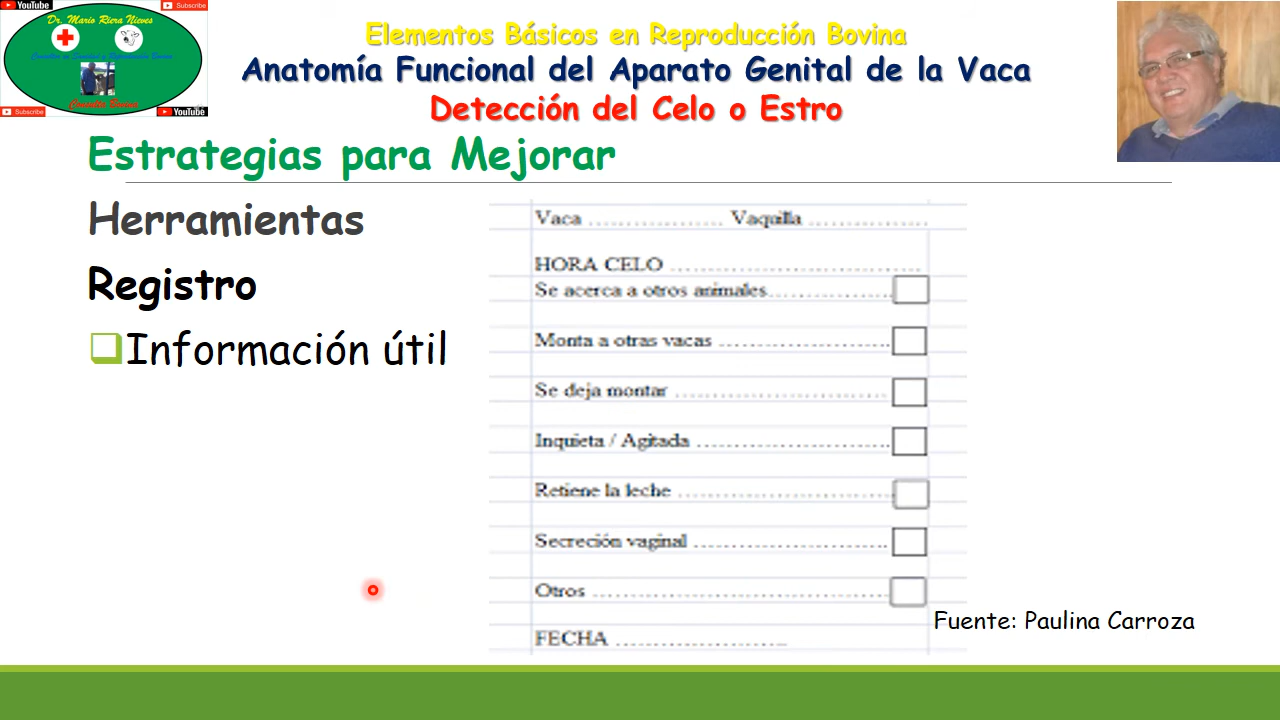 YouTube
Subscribe
Dr. Mario Riera Nieves
Consulta Bovina
Subscribe
YouTube
Elementos Básicos en Reproducción Bovina
Anatomía Funcional del Aparato Genital de la Vaca
Detección del Celo o Estro
Estrategias para Mejorar
Herramientas
Registro
Información útil
Vaca ........................ Vaquilla .....................
HORA CELO ............................................
Se acerca a otros animales......................
Monta a otras vacas .............................
Se deja montar ....................................
Inquieta / Agitada ................................
Retiene la leche ...................................
Secreción vaginal .................................
Otros ..................................................
FECHA ..............................
Fuente: Paulina Carroza